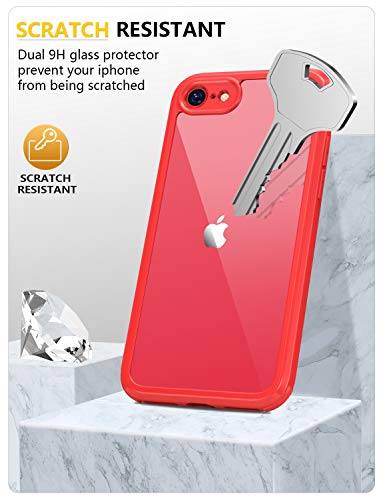 SCRATCH RESISTANT
Dual 9H glass protector
prevent your iphone
from being scratched
SCRATCH
RESISTANT